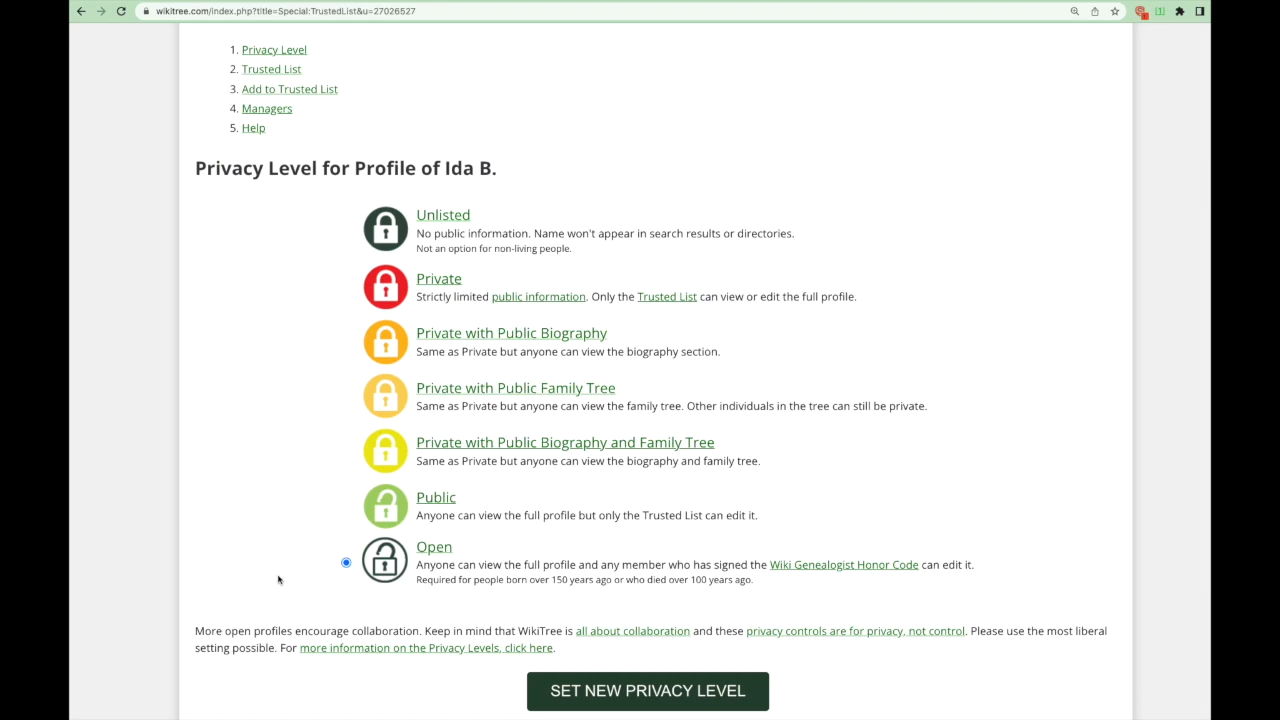 wikitree.com/index.php?title=Special:TrustedList&u=27026527
1. Privacy Level
2. Trusted List
3. Add to Trusted List
4. Managers
5. Help
Privacy Level for Profile of Ida B.
Unlisted
No public information. Name won't appear in search results or directories.
Not an option for non-living people.
Private
Strictly limited public information. Only the Trusted List can view or edit the full profile.
Private with Public Biography
Same as Private but anyone can view the biography section.
Private with Public Family Tree
Same as Private but anyone can view the family tree. Other individuals in the tree can still be private.
Private with Public Biography and Family Tree
Same as Private but anyone can view the biography and family tree.
Public
Anyone can view the full profile but only the Trusted List can edit it.
Open
Anyone can view the full profile and any member who has signed the Wiki Genealogist Honor Code can edit it.
Required for people born over 150 years ago or who died over 100 years ago.
More open profiles encourage collaboration. Keep in mind that WikiTree is all about collaboration and these privacy controls are for privacy, not control. Please use the most liberal
setting possible. For more information on the Privacy Levels, click here.
SET NEW PRIVACY LEVEL